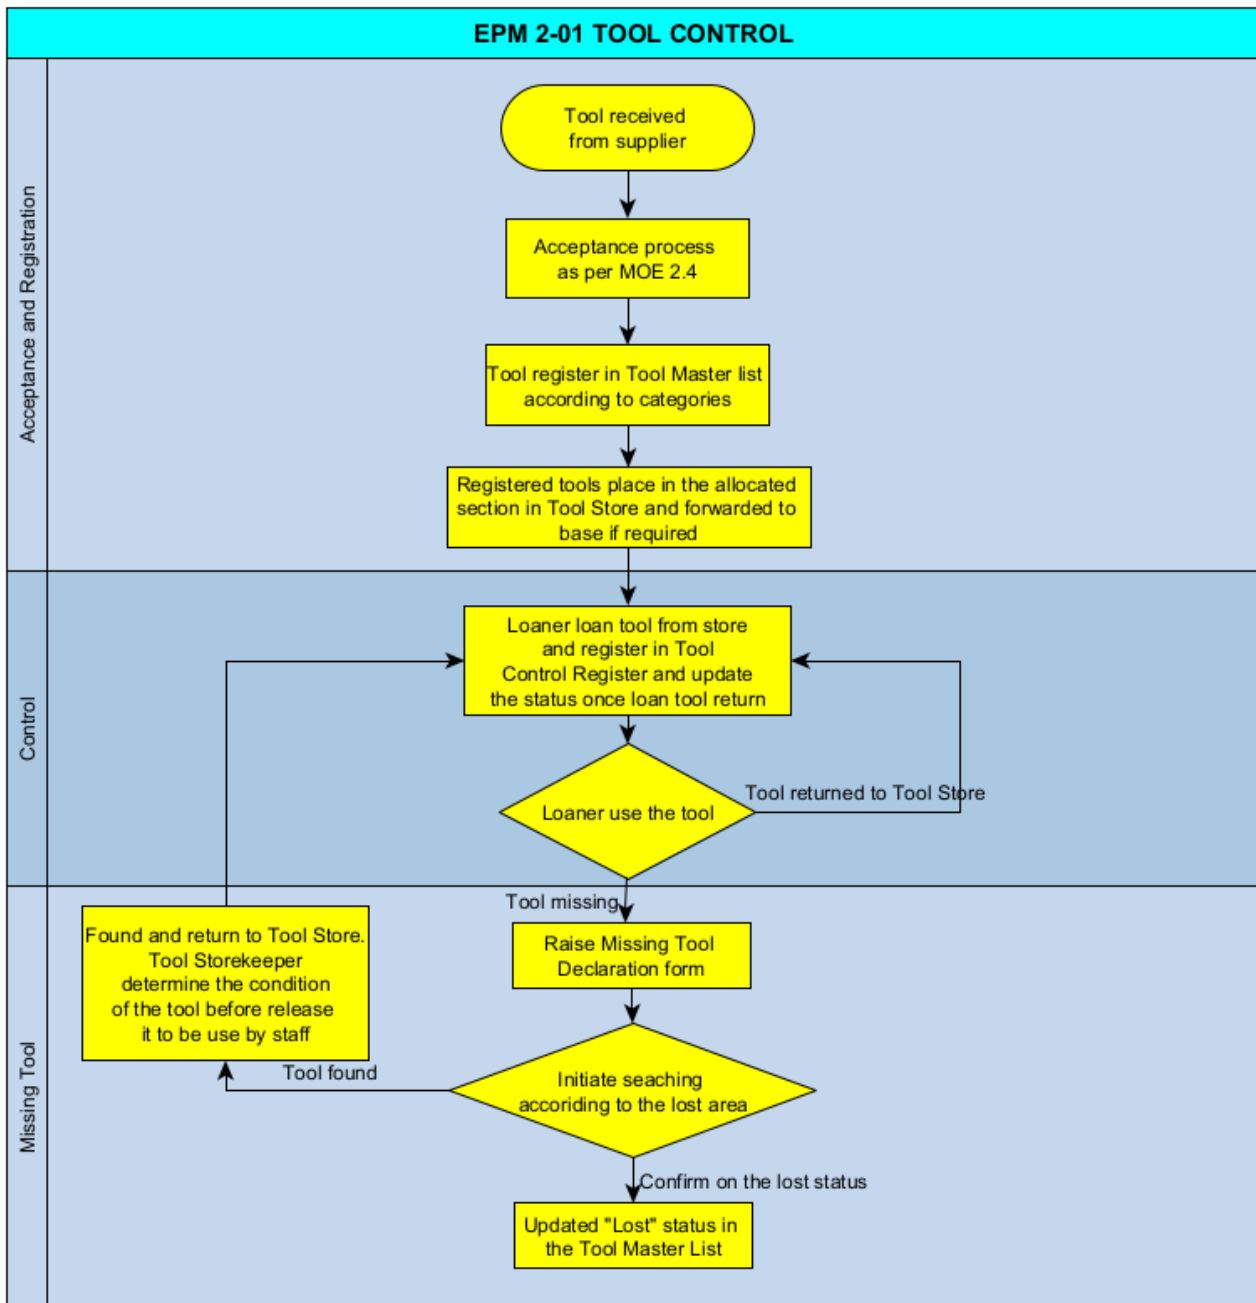 EPM 2-01 TOOL CONTROL
Acceptance and Registration
Tool received
from supplier
Acceptance process
as per MOE 2.4
Tool register in Tool Master list
according to categories
Registered tools place in the allocated
section in Tool Store and forwarded to
base if required
Control
Loaner loan tool from store
and register in Tool
Control Register and update
the status once loan tool return
Loaner use the tool
Tool returned to Tool Store
Missing Tool
Tool missing
Raise Missing Tool
Declaration form
Found and return to Tool Store.
Tool Storekeeper
determine the condition
of the tool before release
it to be use by staff
Tool found
Initiate seaching
accoriding to the lost area
Confirm on the lost status
Updated "Lost" status in
the Tool Master List